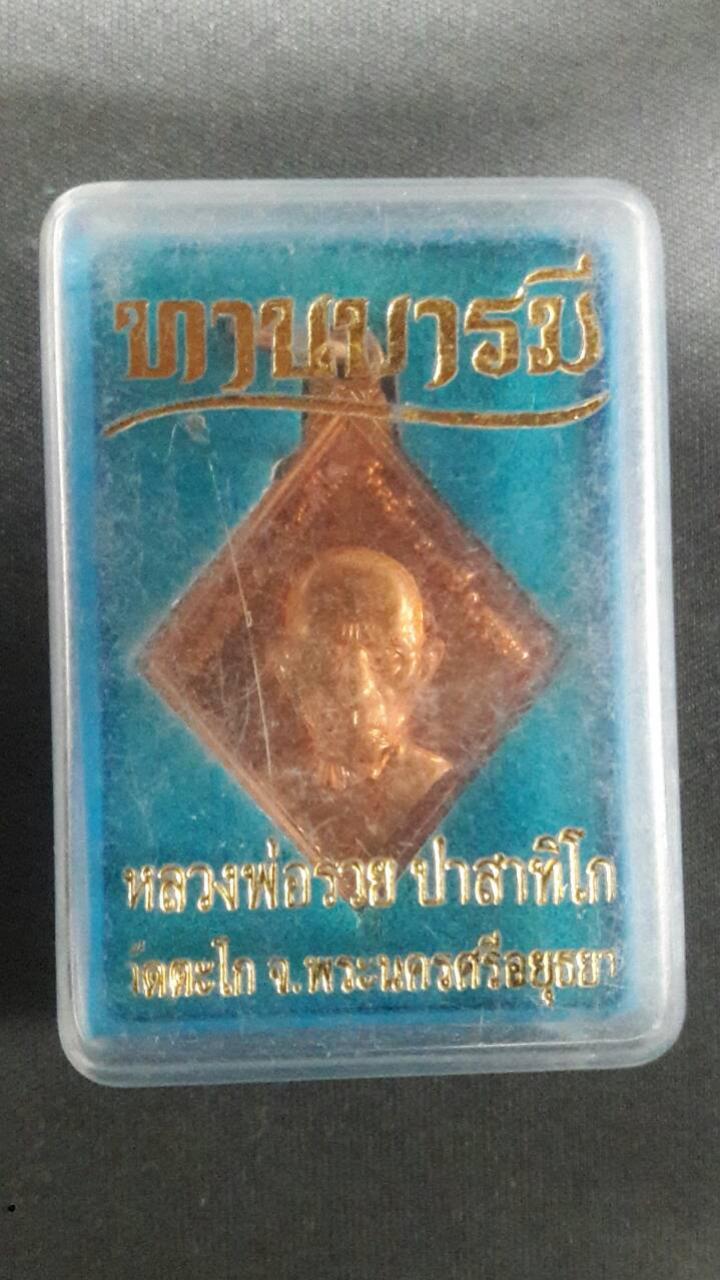 ทานบารมี
หลวงพ่อรวย ปาสาทิโก
วัดตะโก จ.พระนครศรีอยุธยา